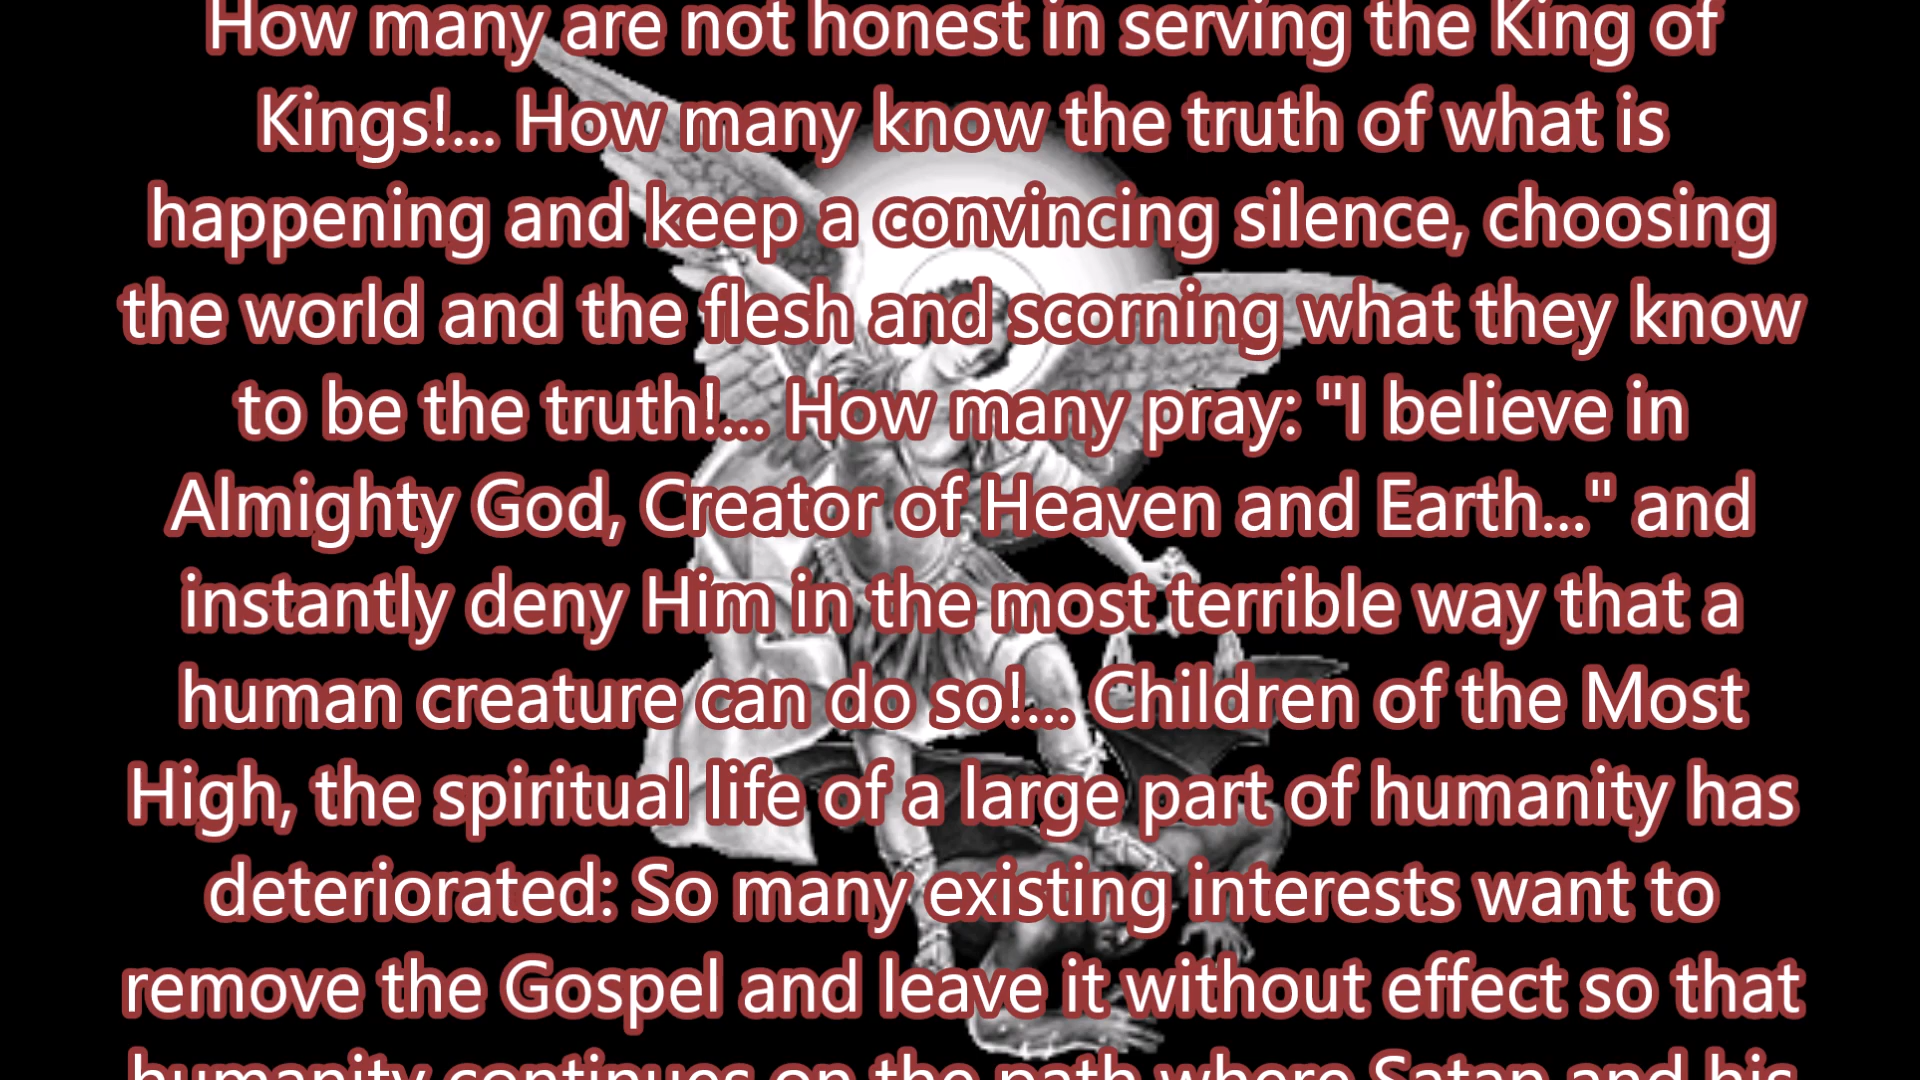 How many are not honest in serving the King of
Kings!... How many know the truth of what is
happening and keep a convincing silence, choosing
the world and the flesh and scorning what they know
to be the truth!... How many pray: "I believe in
Almighty God, Creator of Heaven and Earth..." and
instantly deny Him in the most terrible way that a
human creature can do so!... Children of the Most
High, the spiritual life of a large part of humanity has
deteriorated: So many existing interests want to
remove the Gospel and leave it without effect so that
humanity continues on the path where Satan and his